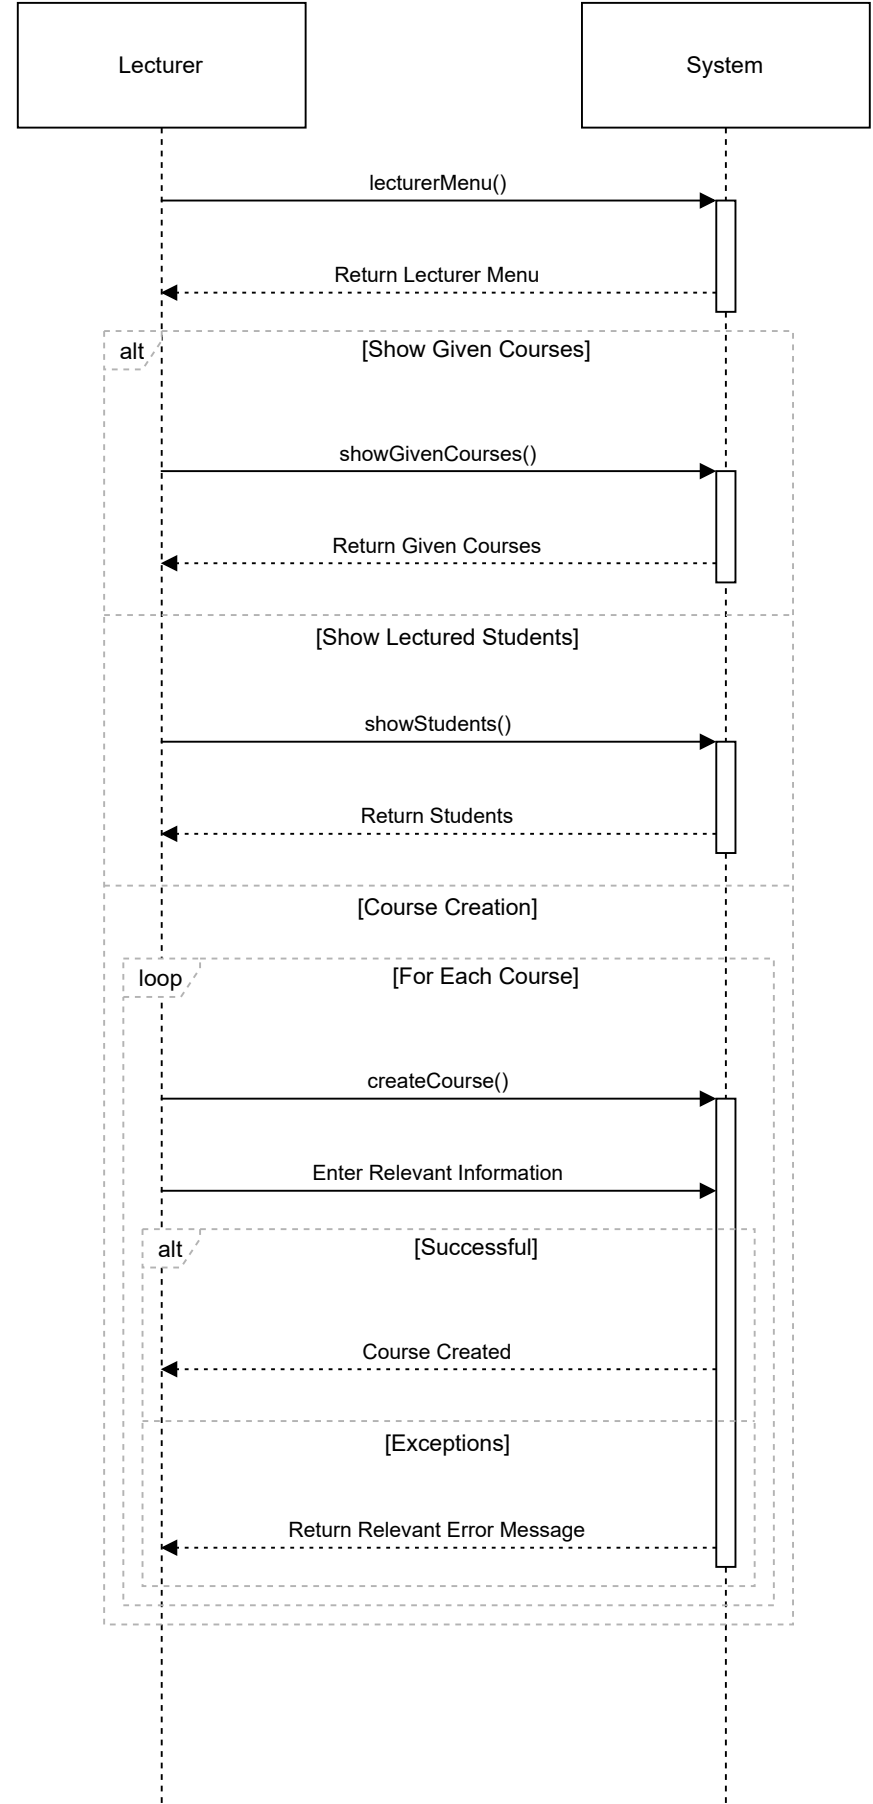 Lecturer
System
lecturerMenu()
Return Lecturer Menu
alt
[Show Given Courses]
showGivenCourses()
Return Given Courses
[Show Lectured Students]
showStudents()
Return Students
[Course Creation]
loop
[For Each Course]
createCourse()
Enter Relevant Information
alt
[Successful]
Course Created
[Exceptions]
Return Relevant Error Message